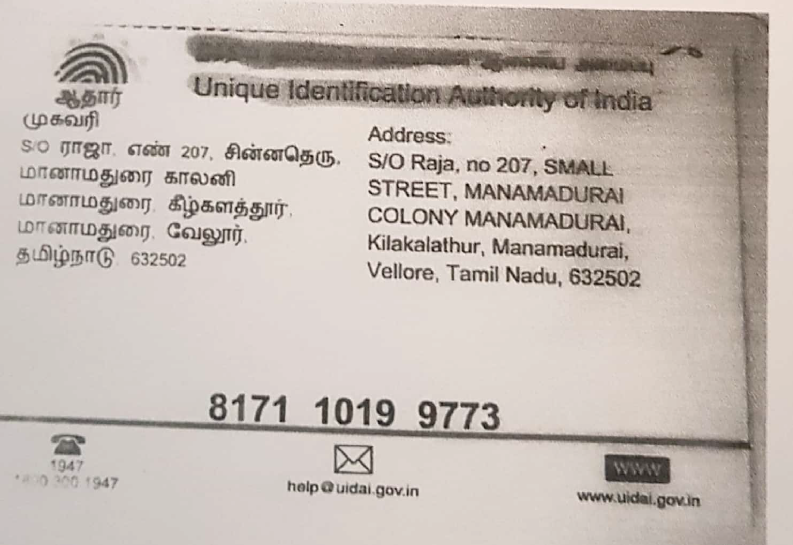 Unique Identification Authority of India
ஆதார்
முகவரி
S/O ராஜா, எண் 207, சின்னதெரு,
மானாமதுரை காலனி
மானாமதுரை, கீழ்களத்தூர்,
மானாமதுரை, வேலூர்,
தமிழ்நாடு, 632502
Address:
S/O Raja, no 207, SMALL
STREET, MANAMADURAI
COLONY MANAMADURAI,
Kilakalathur, Manamadurai,
Vellore, Tamil Nadu, 632502
8171 1019 9773
1947
300 1947
help@uidai.gov.in
www
www.uidai.gov.in